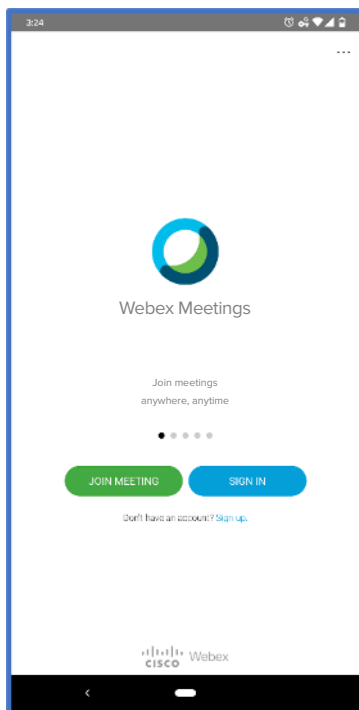 3:24
...
Webex Meetings
Join meetings
anywhere, anytime
JOIN MEETING
SIGN IN
Don't have an account? Sign up.
CISCO Webex